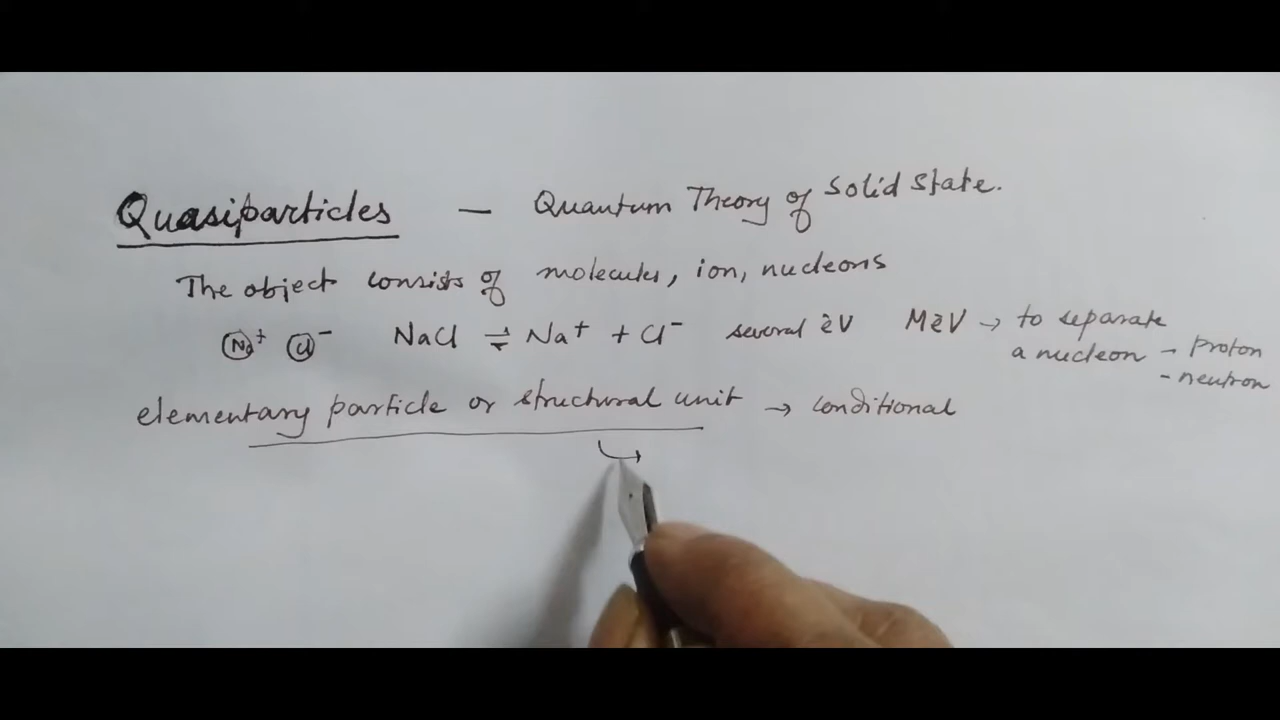 Quasiparticles — Quantum Theory of Solid State.
The object consists of molecules, ion, nucleons
Na⁺ Cl⁻ NaCl ⇌ Na⁺ + Cl⁻ several eV MeV → to separate
a nucleon - proton
- neutron
elementary particle or structural unit → conditional